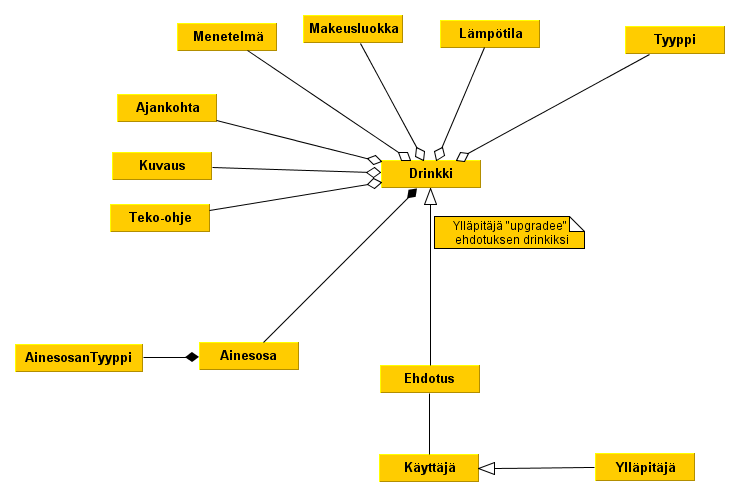 Menetelmä
Makeusluokka
Lämpötila
Tyyppi
Ajankohta
Kuvaus
Drinkki
Teko-ohje
Ylläpitäjä "upgradee"
ehdotuksen drinkiksi
AinesosanTyyppi
Ainesosa
Ehdotus
Käyttäjä
Ylläpitäjä